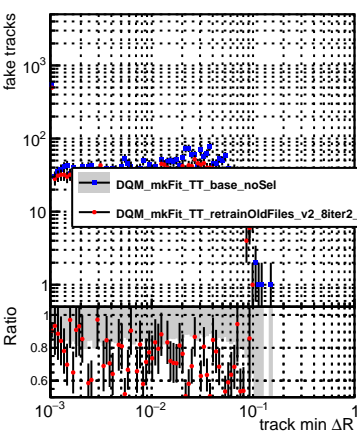 fake tracks
10³
10²
10
1
DQM_mkFit_TT_base_noSel
DQM_mkFit_TT_retrainOldFiles_v2_8iter2_
Ratio
0.8
0.6
10⁻³ 10⁻² 10⁻¹ 1
track min ΔR